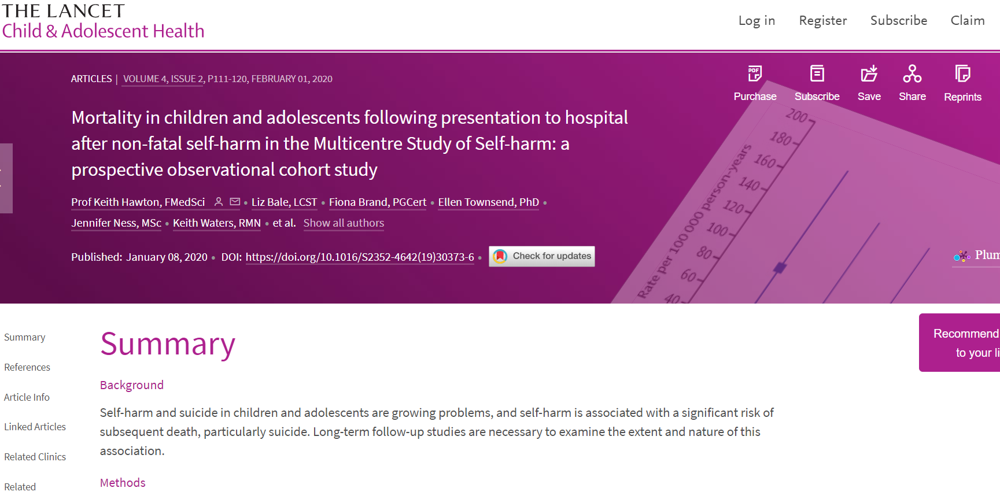 THE LANCET
Child & Adolescent Health
Log in Register Subscribe Claim
ARTICLES | VOLUME 4, ISSUE 2, P111-120, FEBRUARY 01, 2020
PDF
Purchase Subscribe Save Share Reprints
Mortality in children and adolescents following presentation to hospital
after non-fatal self-harm in the Multicentre Study of Self-harm: a
prospective observational cohort study
Prof Keith Hawton, FMedSci • Liz Bale, LCST • Fiona Brand, PGCert • Ellen Townsend, PhD •
Jennifer Ness, MSc • Keith Waters, RMN • et al. Show all authors
Published: January 08, 2020 • DOI: https://doi.org/10.1016/S2352-4642(19)30373-6 •
Check for updates
Rate per 100 000 person-years
200
180
160
140
120
100
80
60
40
Plum
Recommend
to your li
Summary
References
Article Info
Linked Articles
Related Clinics
Related
Summary
Background
Self-harm and suicide in children and adolescents are growing problems, and self-harm is associated with a significant risk of
subsequent death, particularly suicide. Long-term follow-up studies are necessary to examine the extent and nature of this
association.
Methods